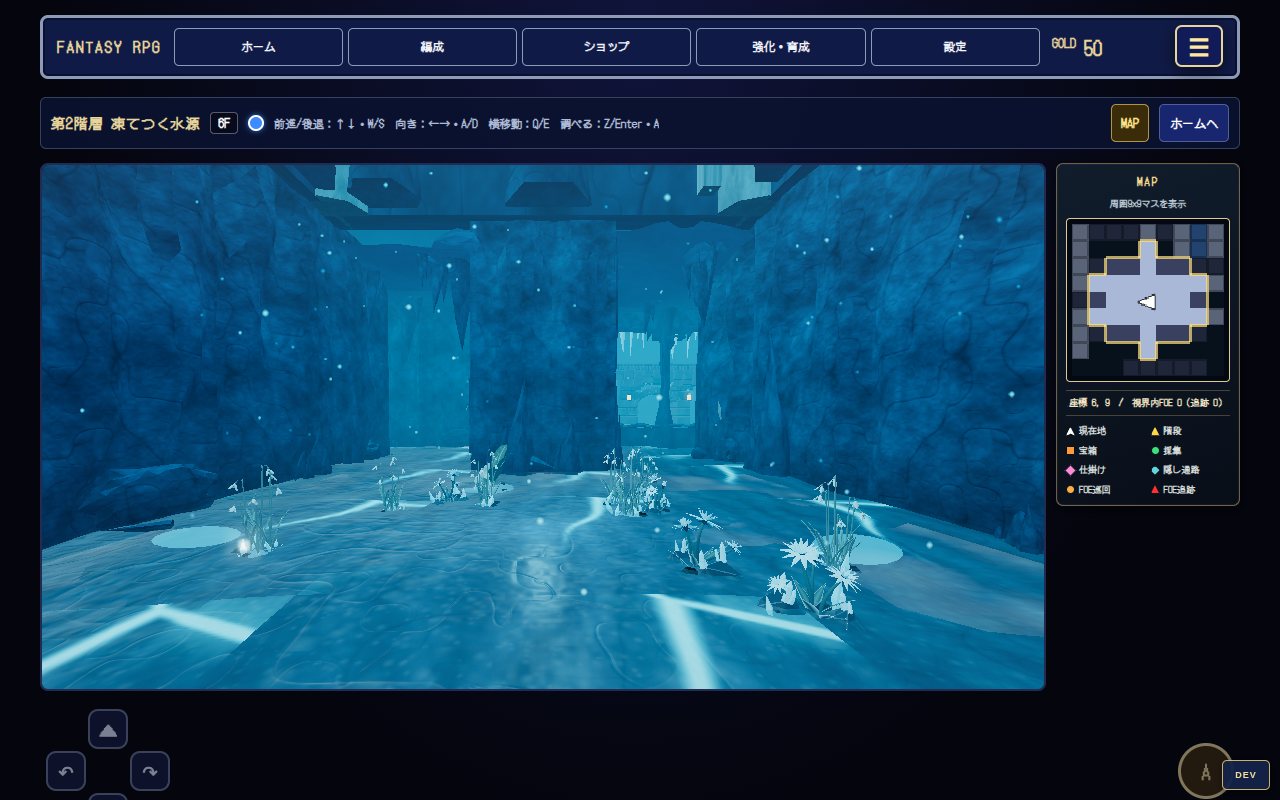 FANTASY RPG
ホーム
編成
ショップ
強化・育成
設定
GOLD 50
第2階層 凍てつく水源
6F
前進/後退：↑↓・W/S 向き：←→・A/D 横移動：Q/E 調べる：Z/Enter・A
MAP
ホームへ
MAP
周囲9x9マスを表示
座標 6, 9 / 視界内FOE 0（追跡 0）
現在地
階段
宝箱
採集
仕掛け
隠し通路
FOE巡回
FOE追跡
A
DEV